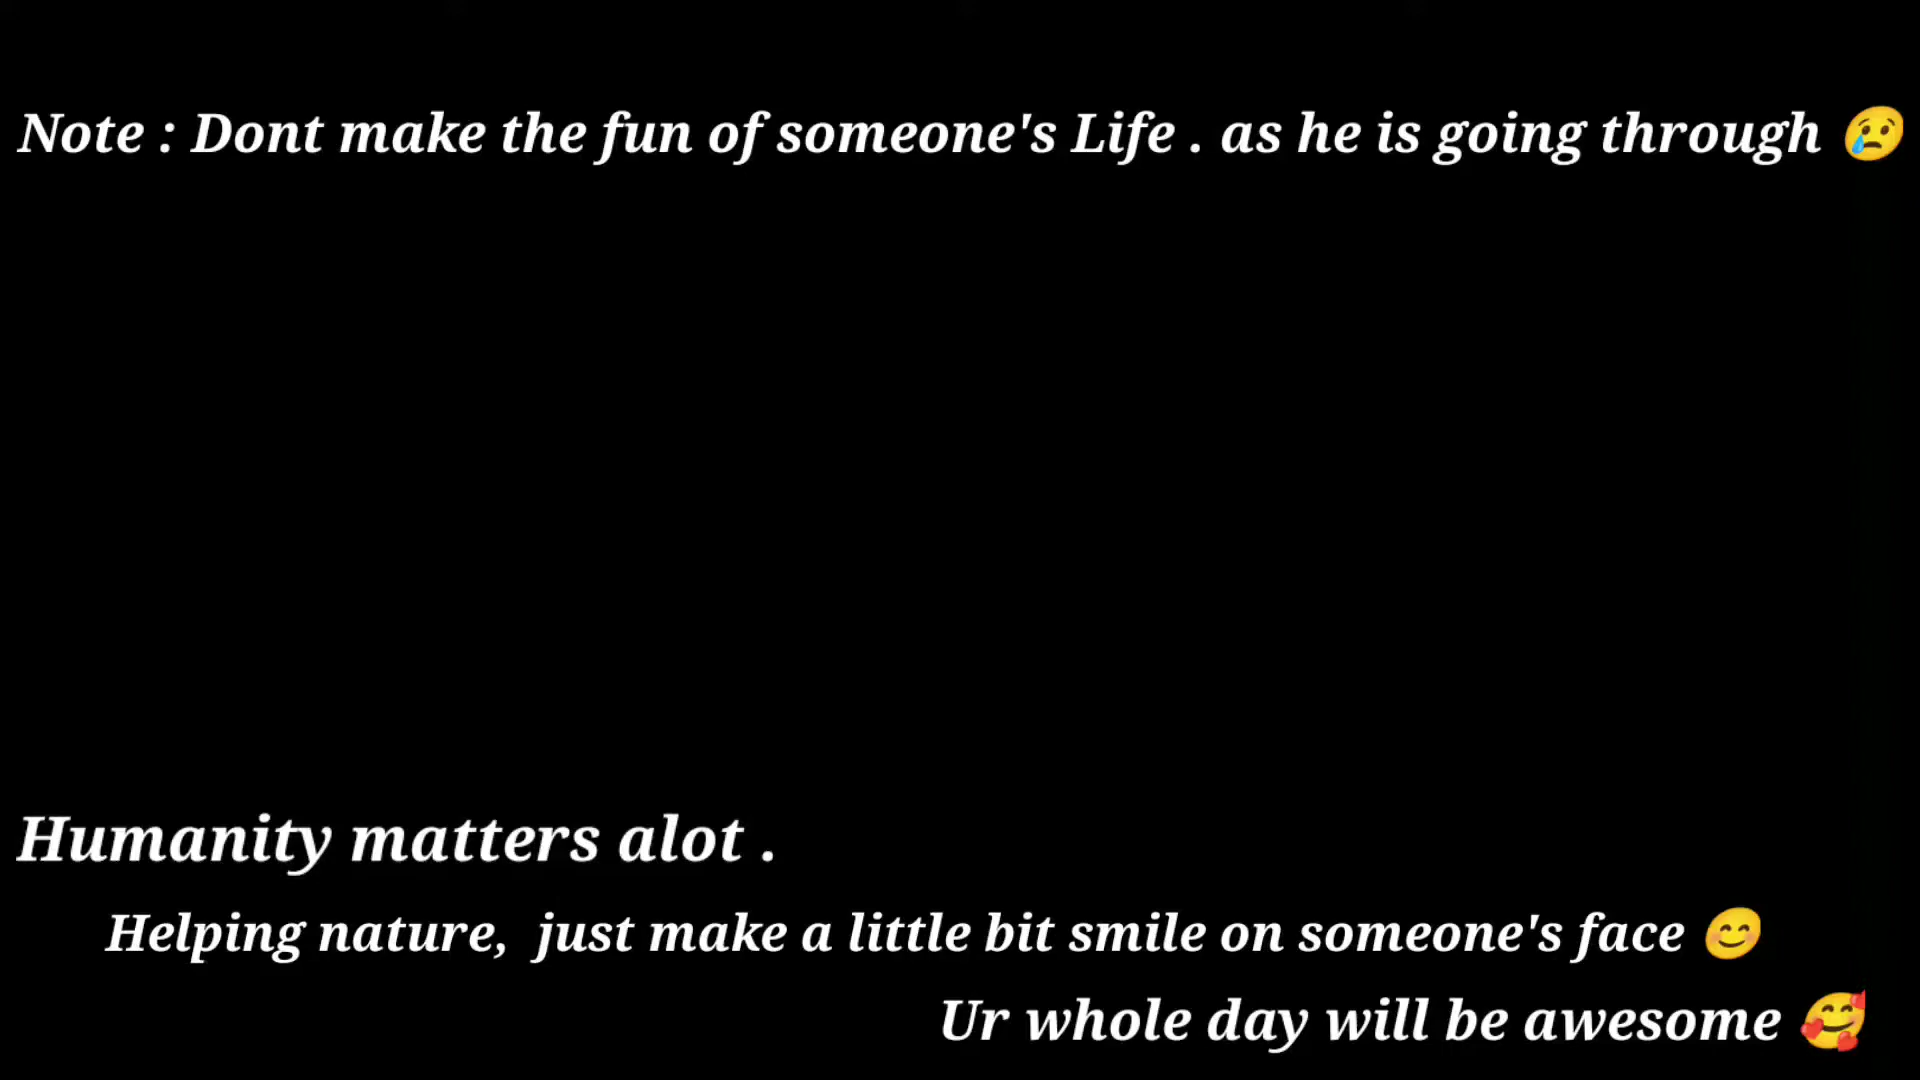 Note : Dont make the fun of someone's Life . as he is going through 😢
Humanity matters alot .
Helping nature, just make a little bit smile on someone's face 😊
Ur whole day will be awesome 🥰